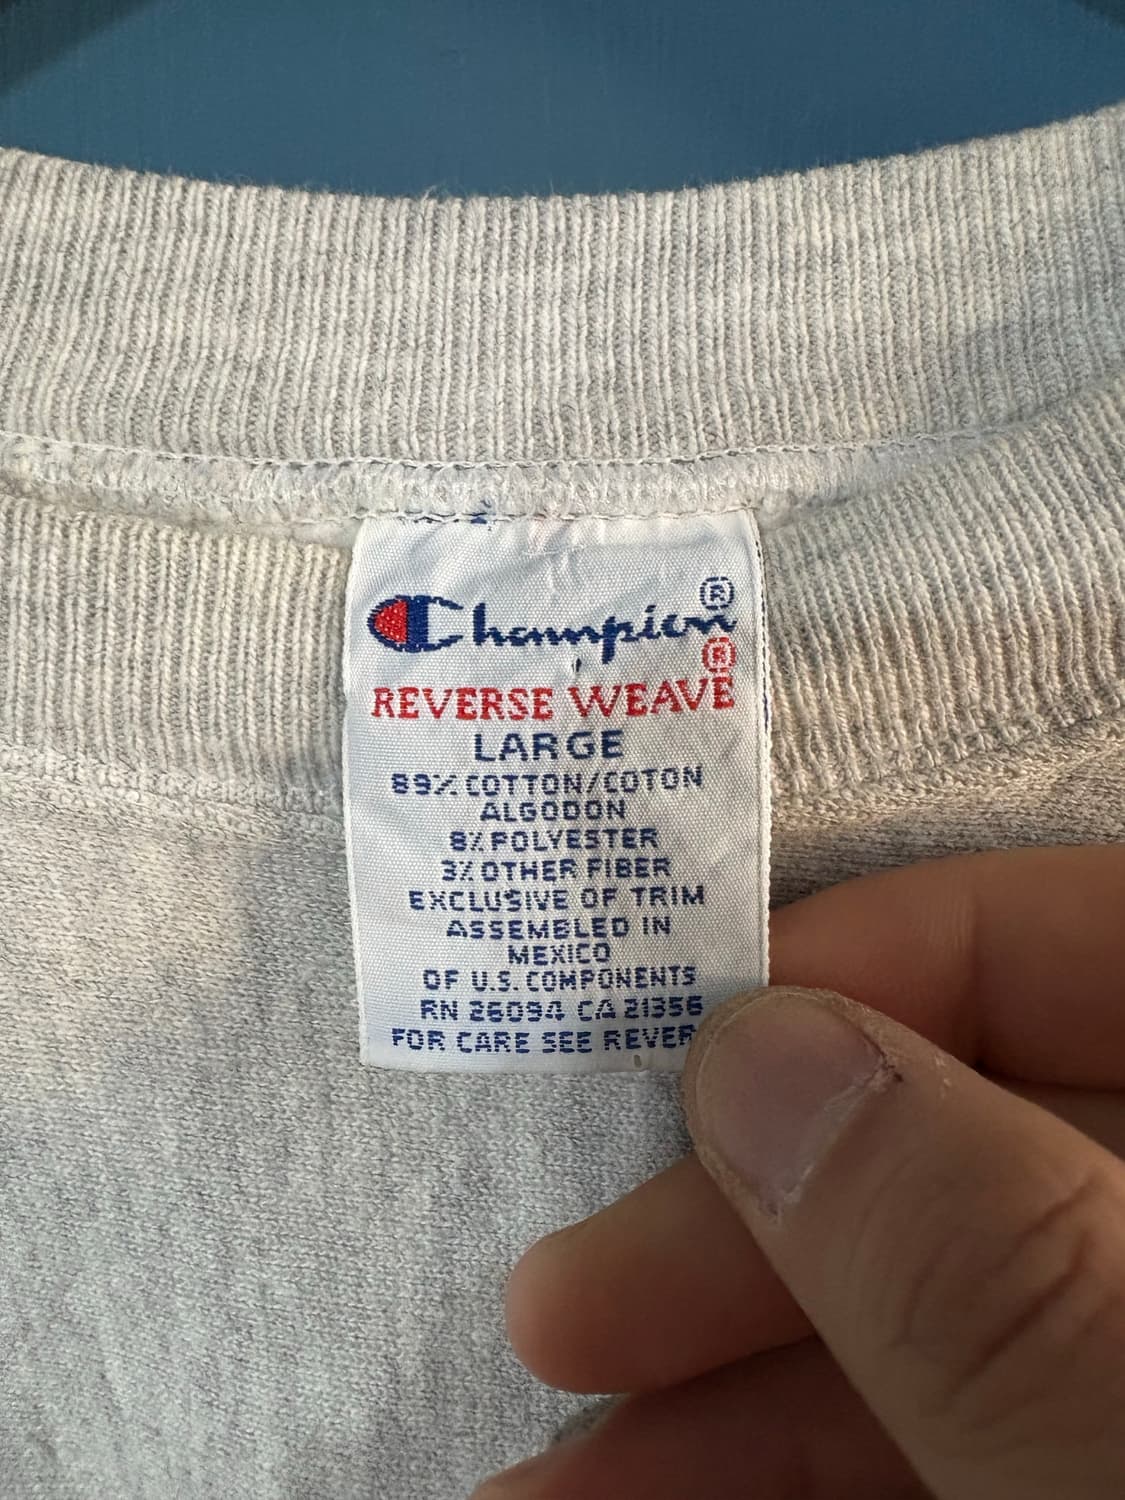 Champion®
REVERSE WEAVE®
LARGE
89% COTTON/COTON
ALGODON
8% POLYESTER
3% OTHER FIBER
EXCLUSIVE OF TRIM
ASSEMBLED IN
MEXICO
OF U.S. COMPONENTS
RN 26094 CA 21356
FOR CARE SEE REVER